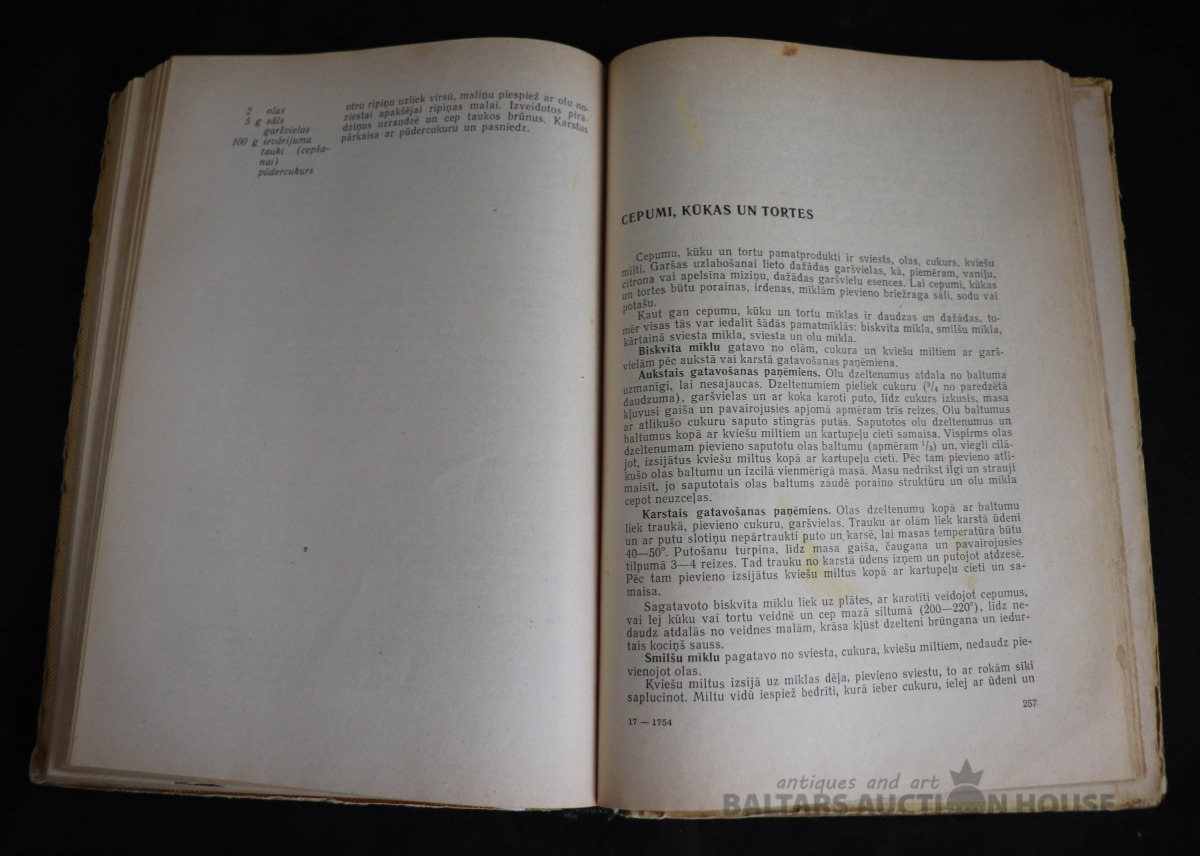 2 olas
5 g sāls
garšvielas
100 g ievārījuma
tauki (cepša-
nai)
pūdercukurs
otru ripiņu uzliek virsū, maliņu piespiež ar olu no-
ziestai apakšējai ripiņas malai. Izveidotos pīrā-
dziņus uzraudzē un cep taukos brūnus. Karstus
pārkaisa ar pūdercukuru un pasniedz.
CEPUMI, KŪKAS UN TORTES
Cepumu, kūku un tortu pamatprodukti ir sviests, olas, cukurs, kviešu
milti. Garšas uzlabošanai lieto dažādas garšvielas, kā, piemēram, vaniļu,
citrona vai apelsīna miziņu, dažādas garšvielu esences. Lai cepumi, kūkas
un tortes būtu porainas, irdenas, mīklām pievieno briežraga sāli, sodu vai
potašu.
Kaut gan cepumu, kūku un tortu mīklas ir daudzas un dažādas, to-
mēr visas tās var iedalīt šādās pamatmīklās: biskvīta mīkla, smilšu mīkla,
kārtainā sviesta mīkla, sviesta un olu mīkla.
Biskvīta mīklu gatavo no olām, cukura un kviešu miltiem ar garš-
vielām pēc aukstā vai karstā gatavošanas paņēmiena.
Aukstais gatavošanas paņēmiens. Olu dzeltenumus atdala no baltuma
uzmanīgi, lai nesajaucas. Dzeltenumiem pieliek cukuru (3/4 no paredzētā
daudzuma), garšvielas un ar koka karoti puto, līdz cukurs izkusis, masa
kļuvusi gaiša un pavairojusies apjomā apmēram trīs reizes. Olu baltumus
ar atlikušo cukuru saputo stingrās putās. Saputotos olu dzeltenumus un
baltumus kopā ar kviešu miltiem un kartupeļu cieti samaisa. Vispirms olas
dzeltenumam pievieno saputotu olas baltumu (apmēram 1/3) un, viegli cilā-
jot, izsijātus kviešu miltus kopā ar kartupeļu cieti. Pēc tam pievieno atli-
kušo olas baltumu un izcilā vienmērīgā masā. Masu nedrīkst ilgi un strauji
maisīt, jo saputotais olas baltums zaudē poraino struktūru un olu mīkla
cepot neuzceļas.
Karstais gatavošanas paņēmiens. Olas dzeltenumu kopā ar baltumu
liek traukā, pievieno cukuru, garšvielas. Trauku ar olām liek karstā ūdenī
un ar putu slotiņu nepārtraukti puto un karsē, lai masas temperatūra būtu
40—50°. Putošanu turpina, līdz masa gaiša, čaugana un pavairojusies
tilpumā 3—4 reizes. Tad trauku no karstā ūdens izņem un putojot atdzesē.
Pēc tam pievieno izsijātus kviešu miltus kopā ar kartupeļu cieti un sa-
maisa.
Sagatavoto biskvīta mīklu liek uz plātes, ar karotīti veidojot cepumus,
vai lej kūku vai tortu veidnē un cep mazā siltumā (200—220°), līdz ne-
daudz atdalās no veidnes malām, krāsa kļūst dzelteni brūngana un iedur-
tais kociņš sauss.
Smilšu mīklu pagatavo no sviesta, cukura, kviešu miltiem, nedaudz pie-
vienojot olas.
Kviešu miltus izsijā uz mīklas dēļa, pievieno sviestu, to ar rokām sīki
saplucinot. Miltu vidū iespiež bedrīti, kurā ieber cukuru, ielej ar ūdeni un
17 — 1754
257
antiques and art
BALTARS AUCTION HOUSE